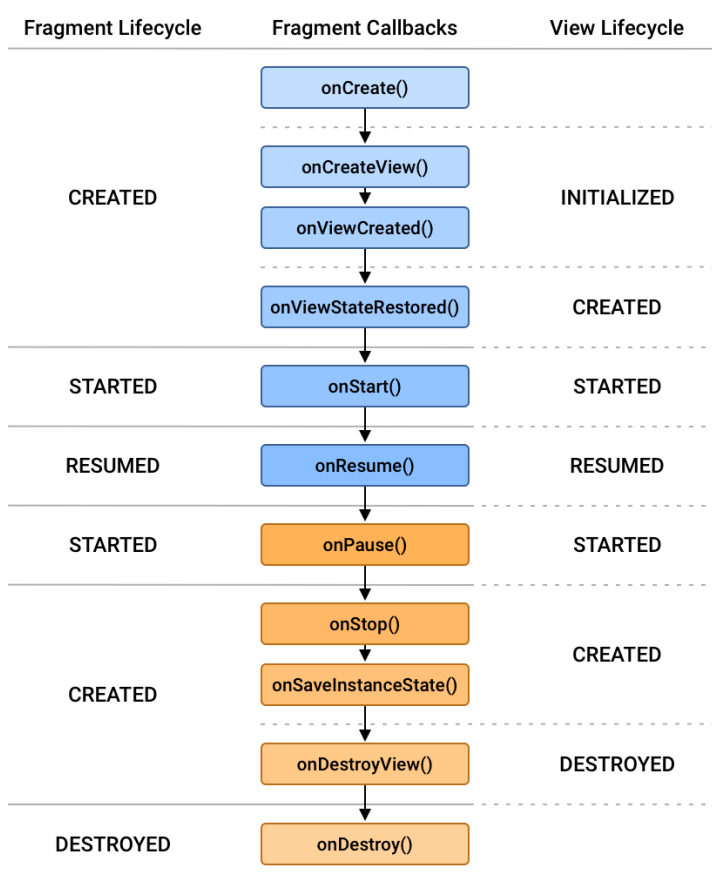 Fragment Lifecycle
Fragment Callbacks
View Lifecycle
onCreate()
onCreateView()
CREATED
INITIALIZED
onViewCreated()
onViewStateRestored()
CREATED
STARTED
onStart()
STARTED
RESUMED
onResume()
RESUMED
STARTED
onPause()
STARTED
onStop()
CREATED
onSaveInstanceState()
CREATED
onDestroyView()
DESTROYED
DESTROYED
onDestroy()